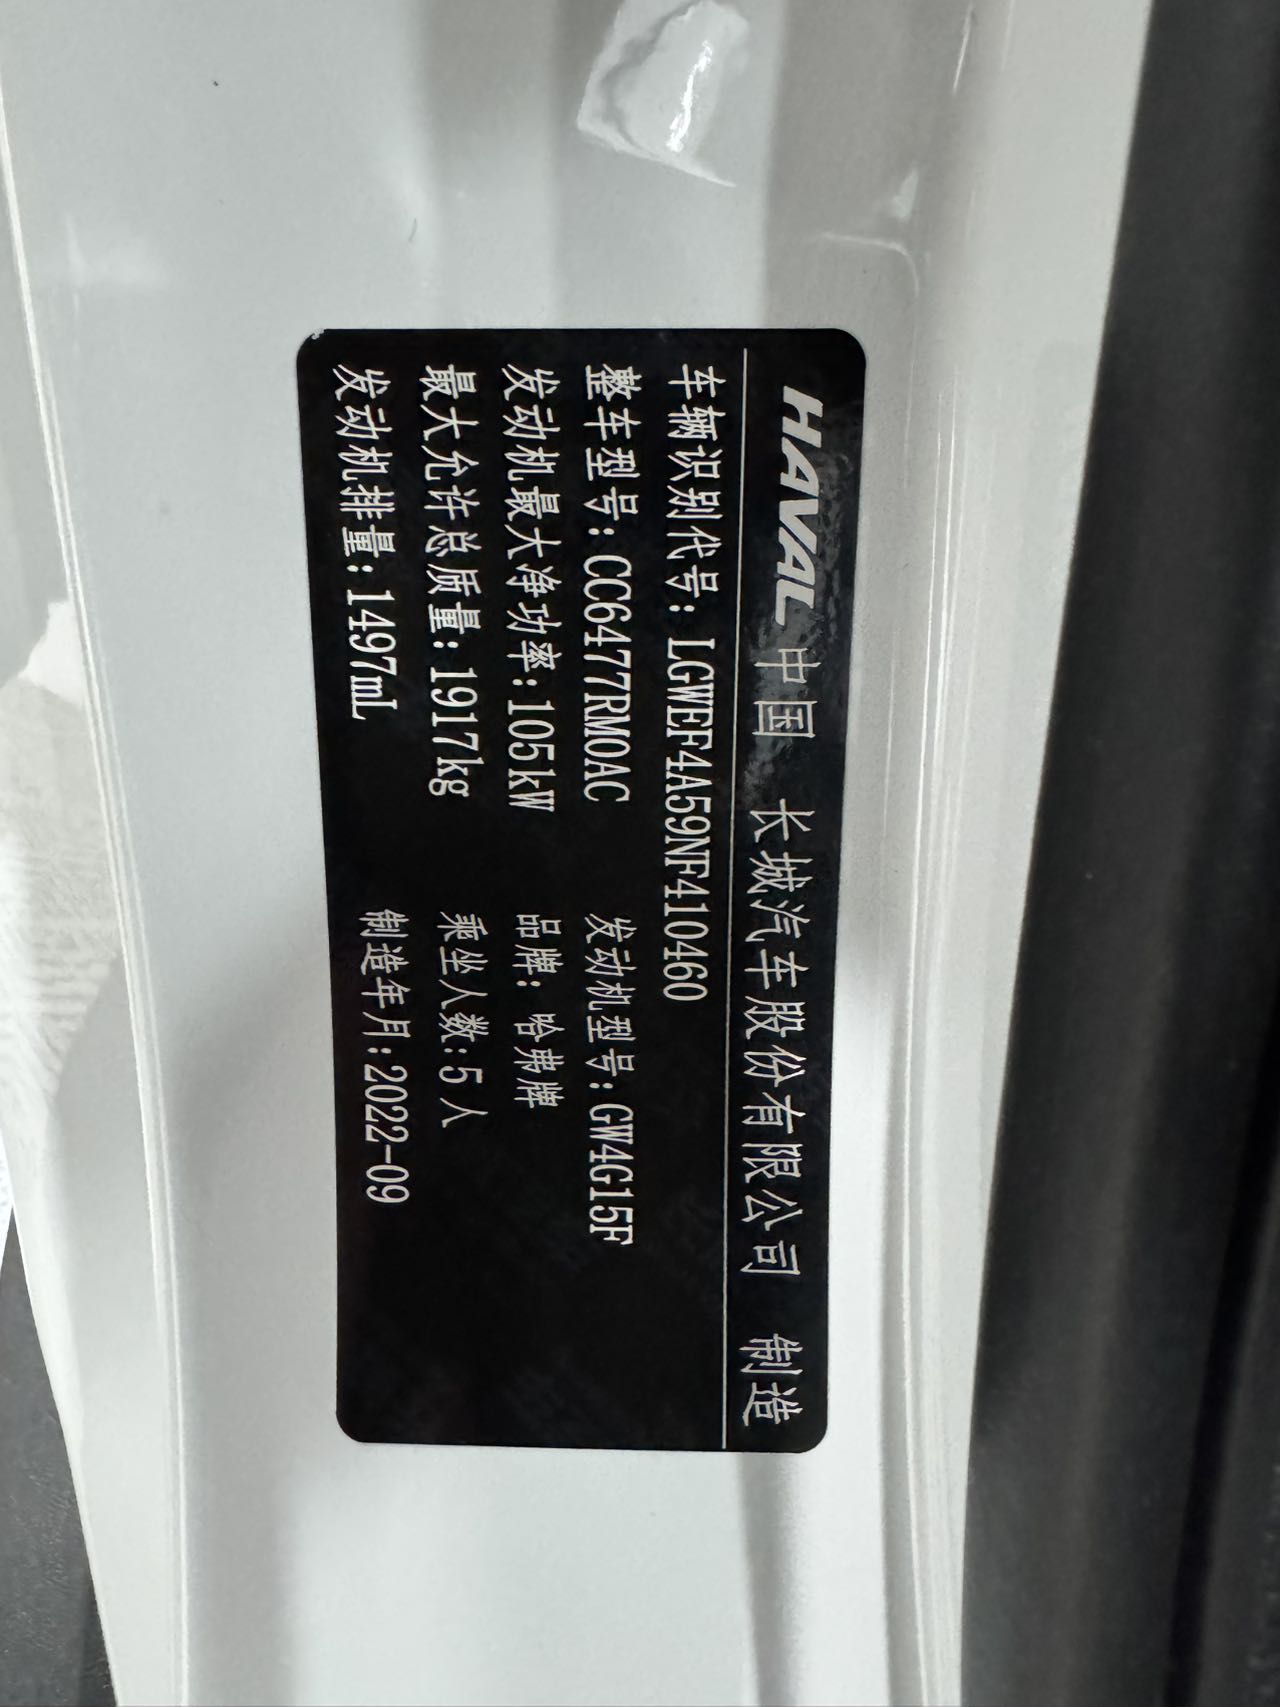 HAVAL 中国 长城汽车股份有限公司 制造
车辆识别代号: LGWEF4A59NF410460
整车型号: CC6477RM0AC 发动机型号: GW4G15F
发动机最大净功率: 105kW 品牌: 哈弗牌
最大允许总质量: 1917kg 乘坐人数: 5 人
发动机排量: 1497mL 制造年月: 2022-09